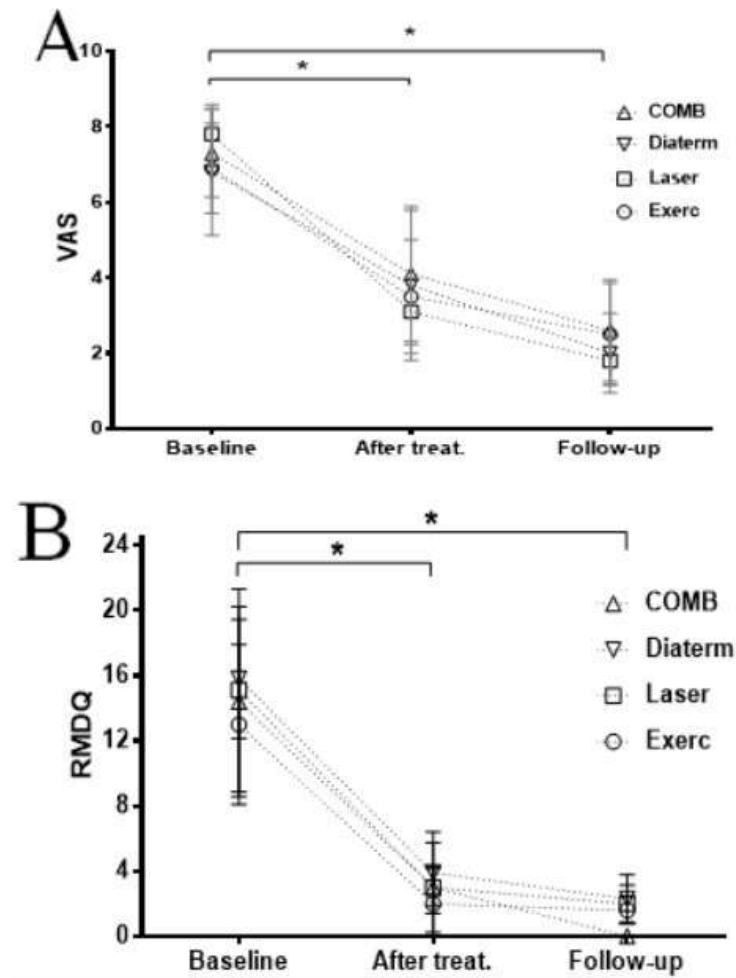 A
*
*
10
8
6
4
2
0
VAS
COMB
Diaterm
Laser
Exerc
Baseline After treat. Follow-up
B
*
*
24
20
16
12
8
4
0
RMDQ
COMB
Diaterm
Laser
Exerc
Baseline After treat. Follow-up